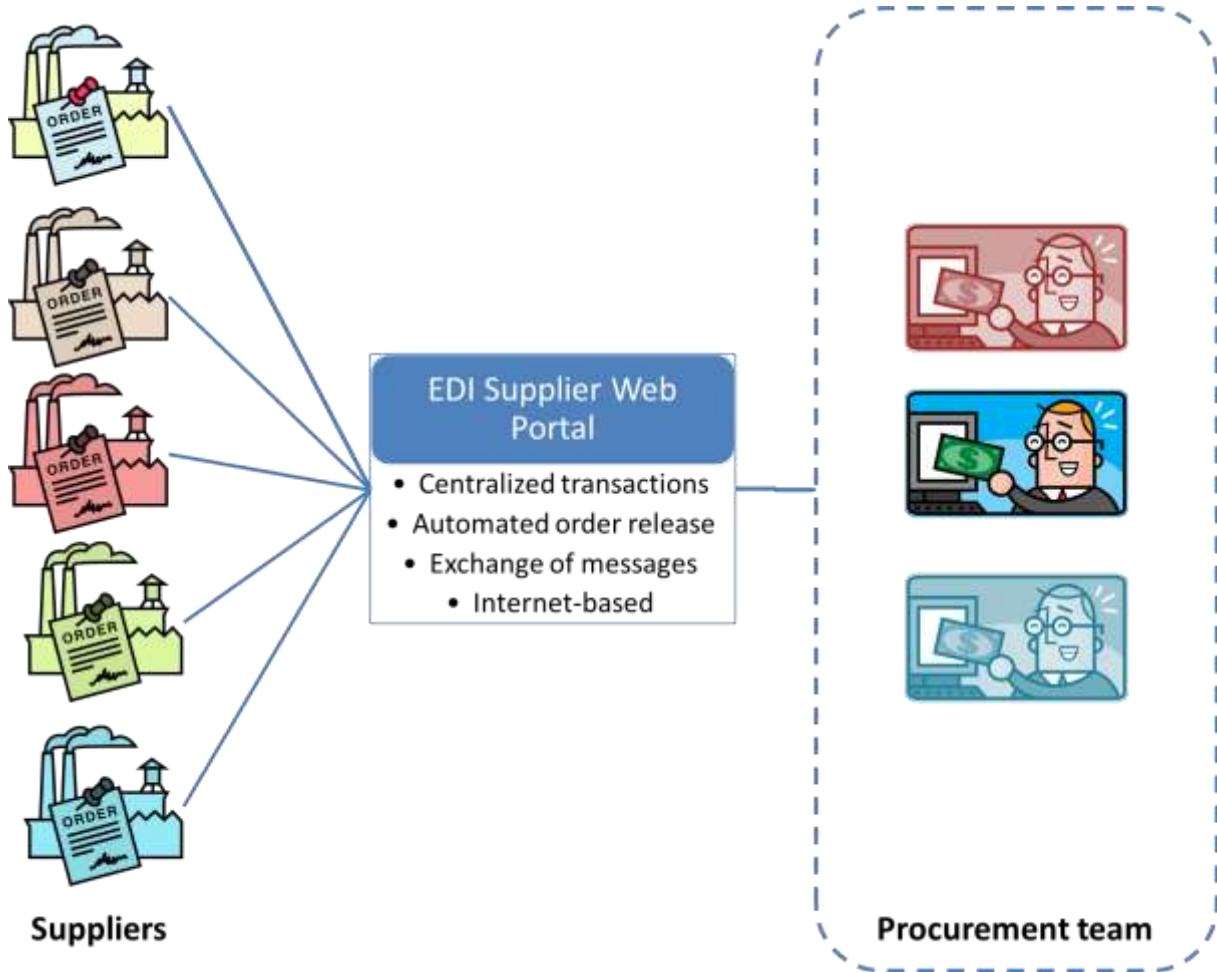 ORDER
ORDER
ORDER
ORDER
ORDER
EDI Supplier Web
Portal
• Centralized transactions
• Automated order release
• Exchange of messages
• Internet-based
$
$
$
Suppliers
Procurement team